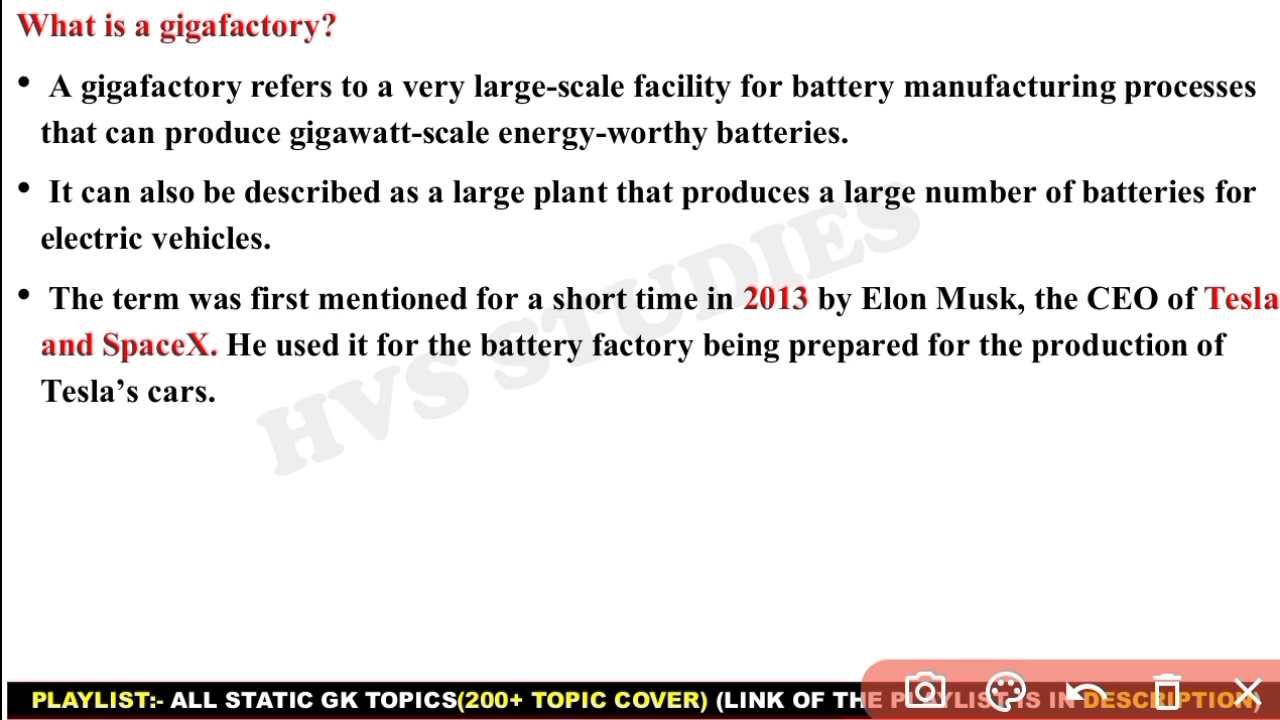 What is a gigafactory?
• A gigafactory refers to a very large-scale facility for battery manufacturing processes
that can produce gigawatt-scale energy-worthy batteries.
• It can also be described as a large plant that produces a large number of batteries for
electric vehicles.
• The term was first mentioned for a short time in 2013 by Elon Musk, the CEO of Tesla
and SpaceX. He used it for the battery factory being prepared for the production of
Tesla’s cars.
HVS STUDIES
PLAYLIST:- ALL STATIC GK TOPICS(200+ TOPIC COVER) (LINK OF THE PLAYLIST IS IN DESCRIPTION)